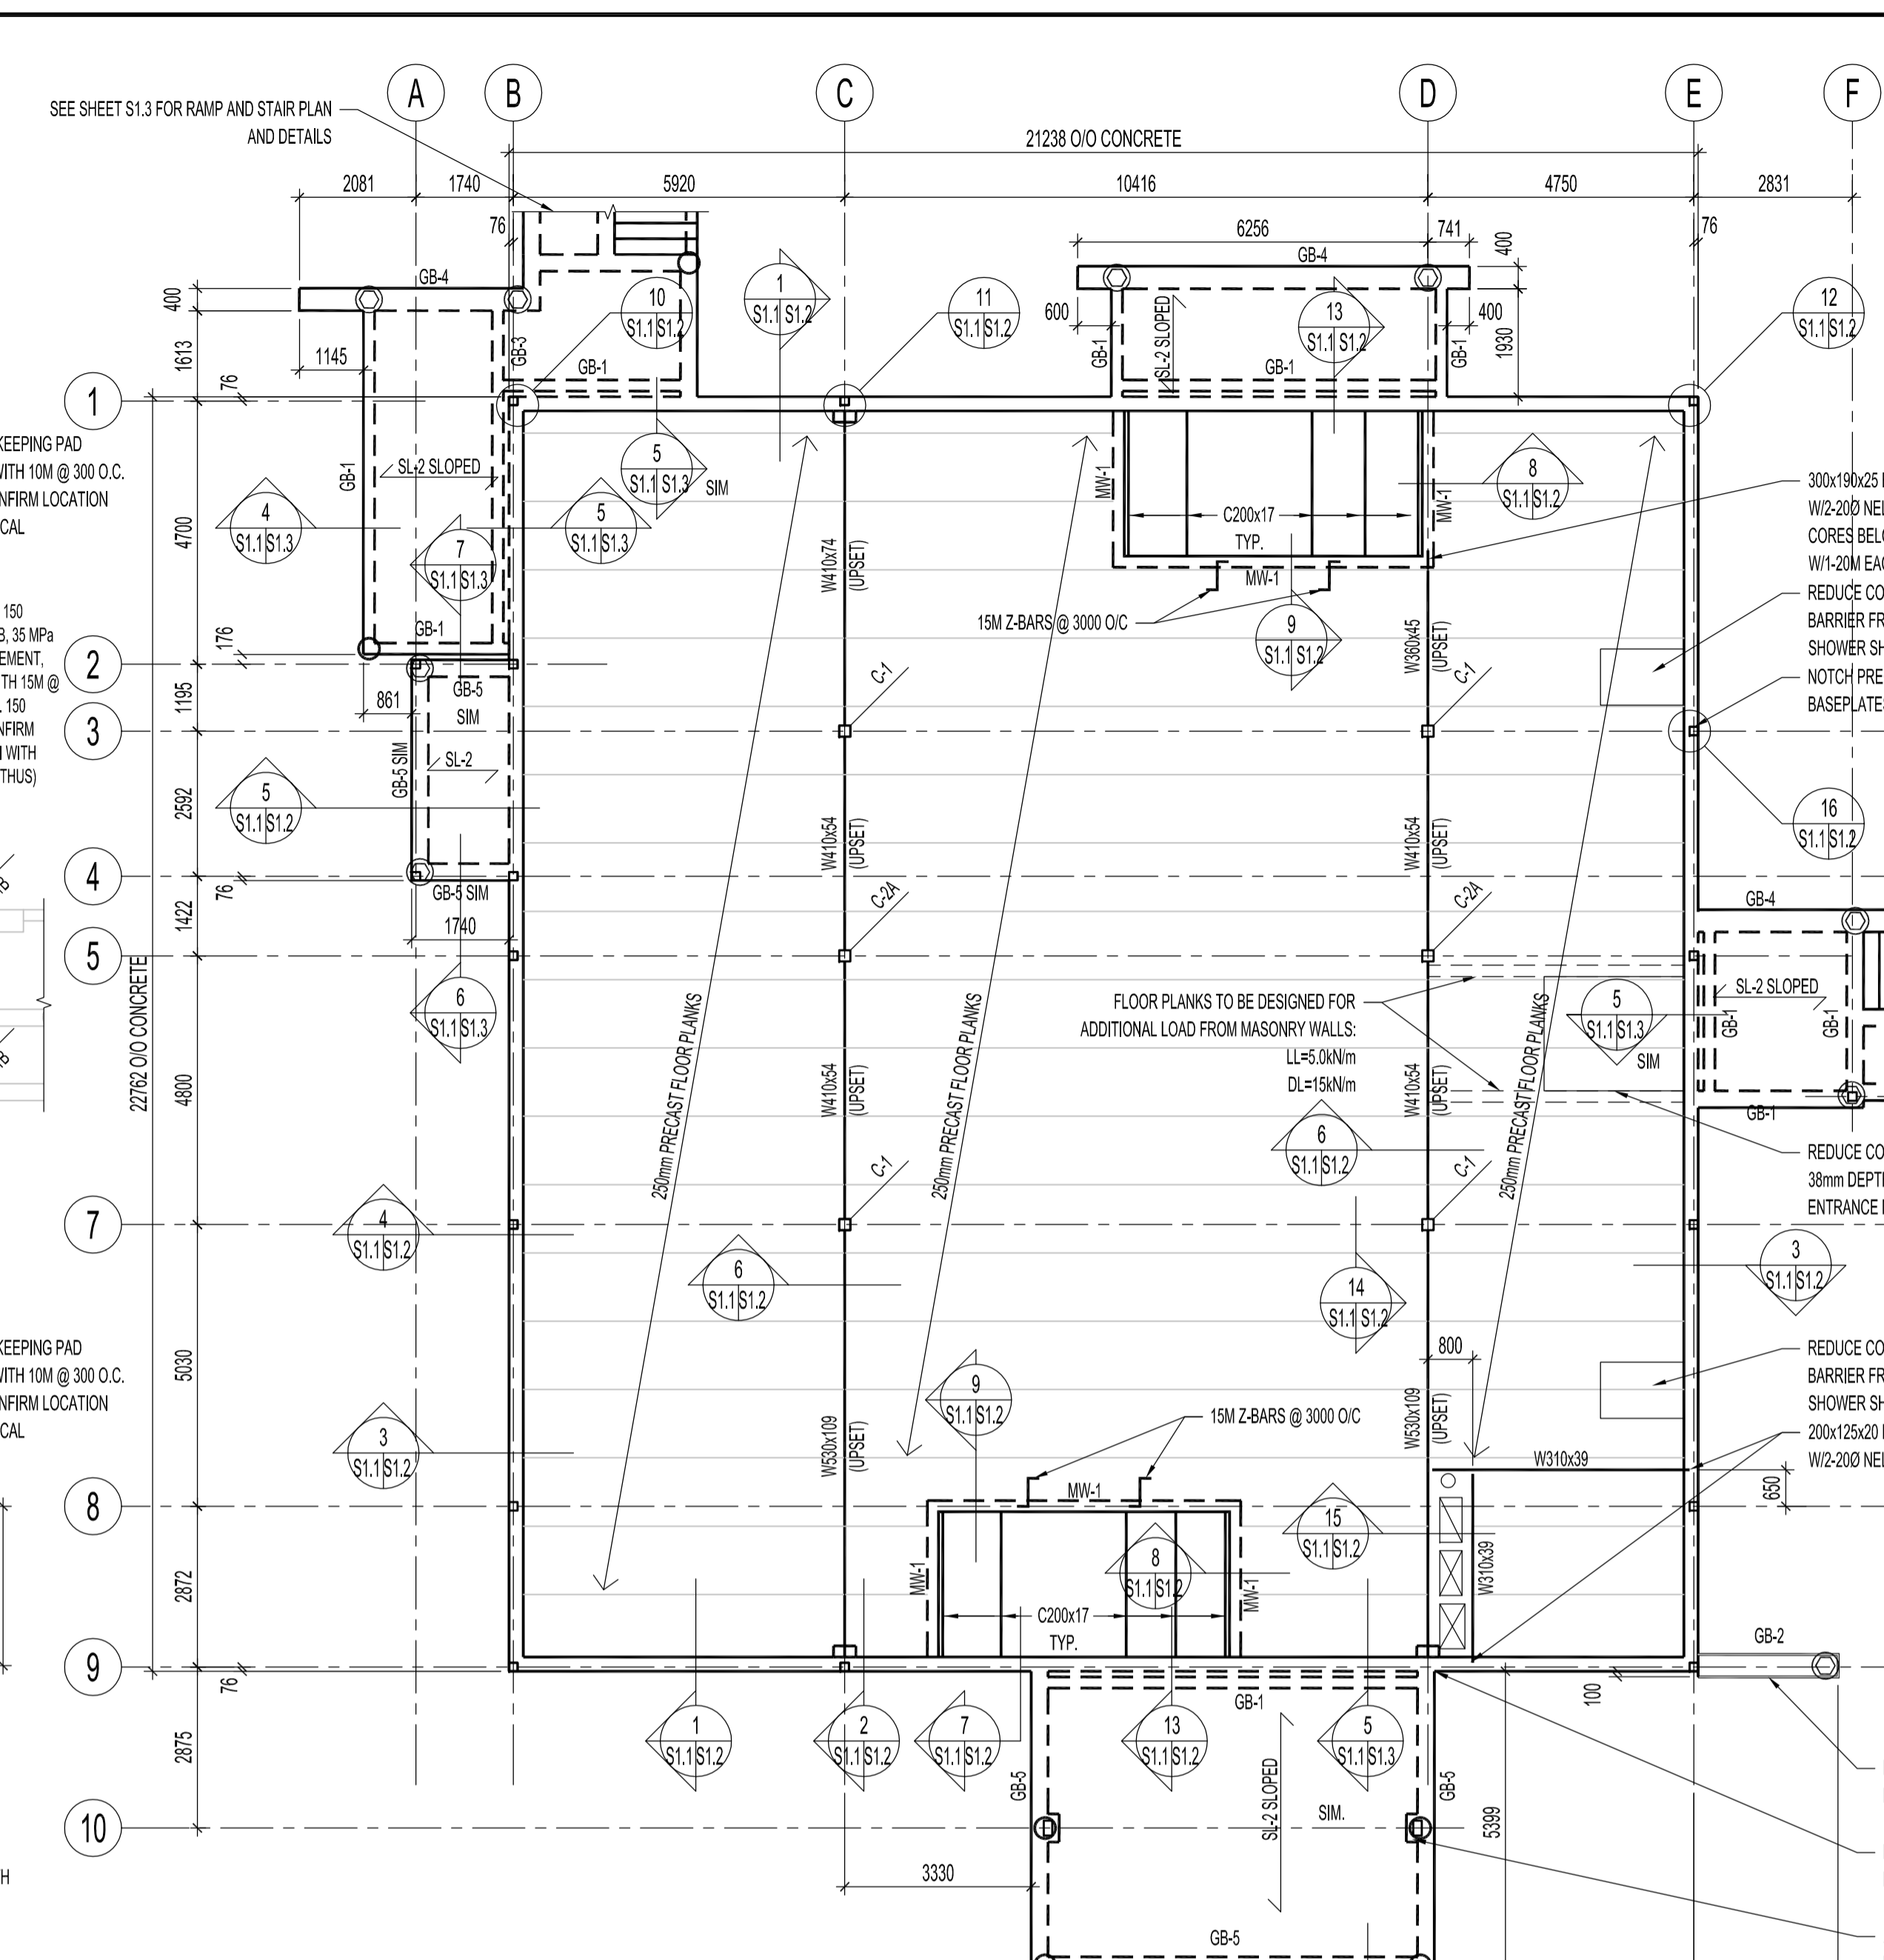 A
B
C
D
E
F
SEE SHEET S1.3 FOR RAMP AND STAIR PLAN
AND DETAILS
21238 O/O CONCRETE
2081
1740
5920
10416
4750
2831
76
76
6256
741
400
GB-4
GB-4
400
1613
76
1145
GB-3
GB-1
10
S1.1 S1.2
1
S1.1 S1.2
11
S1.1 S1.2
600
GB-1
SL-2 SLOPED
13
S1.1 S1.2
GB-1
GB-1
400
1930
12
S1.1 S1.2
1
KEEPING PAD
WITH 10M @ 300 O.C.
NFIRM LOCATION
CAL
GB-1
SL-2 SLOPED
4
S1.1 S1.3
4700
5
S1.1 S1.3
SIM
5
S1.1 S1.3
7
S1.1 S1.3
W410x74
(UPSET)
MW-1
C200x17
TYP.
MW-1
MW-1
8
S1.1 S1.2
15M Z-BARS @ 3000 O/C
9
S1.1 S1.2
W360x45
(UPSET)
300x190x25
W/2-20Ø NEL
CORES BELO
W/1-20M EAC
REDUCE CO
BARRIER FR
SHOWER SH
NOTCH PRE
BASEPLATE
150
B, 35 MPa
EMENT,
TH 15M @
. 150
NFIRM
WITH
THUS)
176
GB-1
2
861
GB-5
SIM
1195
3
C-1
C-1
GB-5 SIM
SL-2
2592
5
S1.1 S1.2
16
S1.1 S1.2
W410x54
(UPSET)
W410x54
(UPSET)
4
76
GB-5 SIM
1422
1740
C-2A
C-2A
GB-4
5
22762 O/O CONCRETE
6
S1.1 S1.3
4800
250mm PRECAST FLOOR PLANKS
250mm PRECAST FLOOR PLANKS
250mm PRECAST FLOOR PLANKS
W410x54
(UPSET)
W410x54
(UPSET)
FLOOR PLANKS TO BE DESIGNED FOR
ADDITIONAL LOAD FROM MASONRY WALLS:
LL=5.0kN/m
DL=15kN/m
5
S1.1 S1.3
SIM
SL-2 SLOPED
GB-1
GB-1
GB-1
6
S1.1 S1.2
REDUCE CO
38mm DEPT
ENTRANCE
C-1
C-1
7
4
S1.1 S1.2
6
S1.1 S1.2
14
S1.1 S1.2
3
S1.1 S1.2
KEEPING PAD
WITH 10M @ 300 O.C.
NFIRM LOCATION
CAL
5030
800
9
S1.1 S1.2
REDUCE CO
BARRIER FR
SHOWER SH
200x125x20
W/2-20Ø NEL
3
S1.1 S1.2
W530x109
(UPSET)
W530x109
(UPSET)
15M Z-BARS @ 3000 O/C
W310x39
650
8
MW-1
15
S1.1 S1.2
8
S1.1 S1.2
W310x39
2872
MW-1
C200x17
TYP.
MW-1
9
76
GB-2
100
1
S1.1 S1.2
2
S1.1 S1.2
7
S1.1 S1.2
13
S1.1 S1.2
5
S1.1 S1.3
GB-1
2875
GB-5
SL-2 SLOPED
SIM.
GB-5
5399
10
3330
GB-5